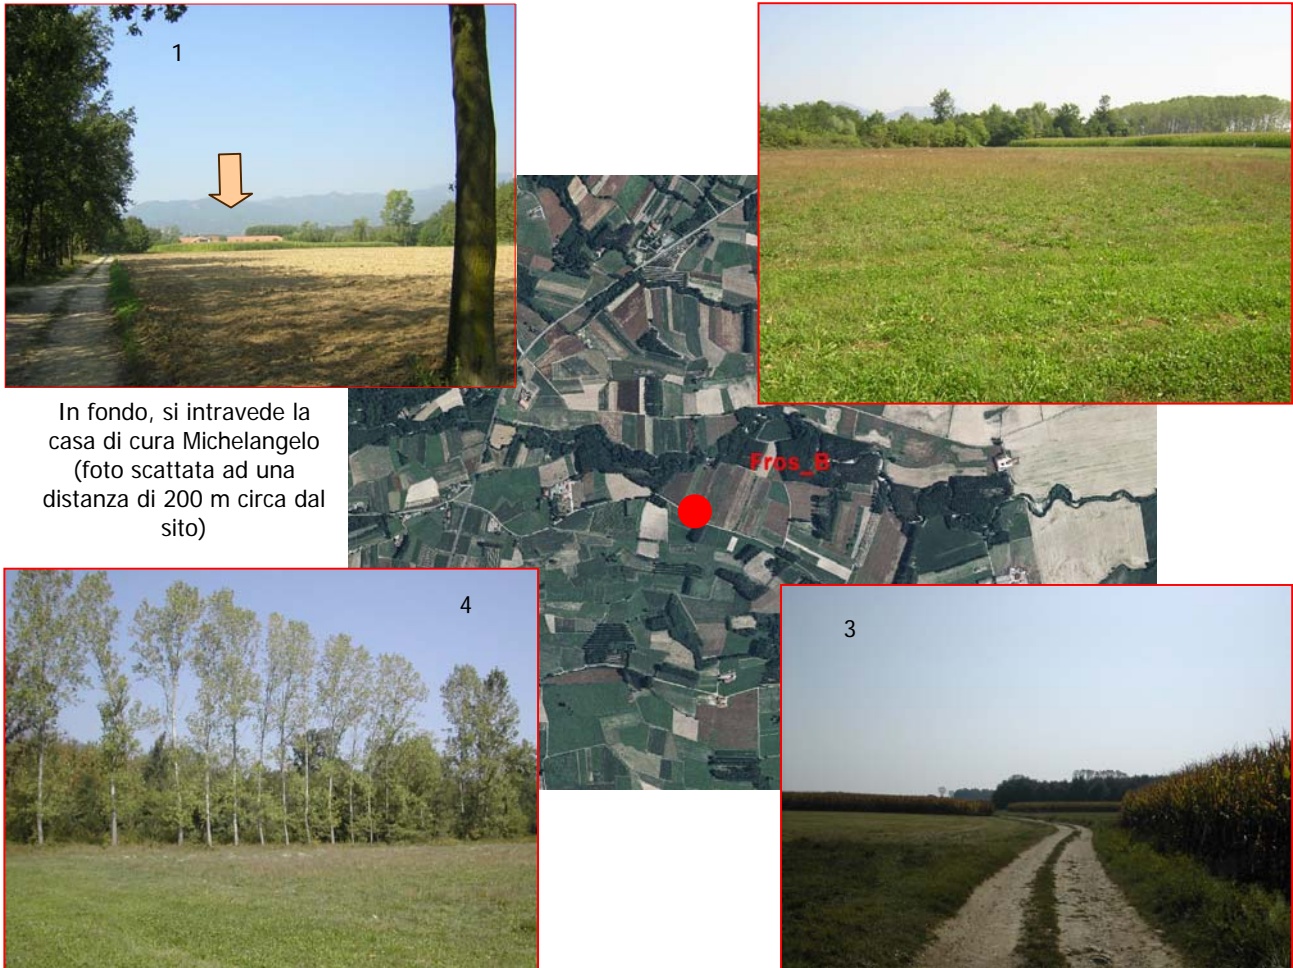 1
In fondo, si intravede la
casa di cura Michelangelo
(foto scattata ad una
distanza di 200 m circa dal
sito)
Fros_B
4
3